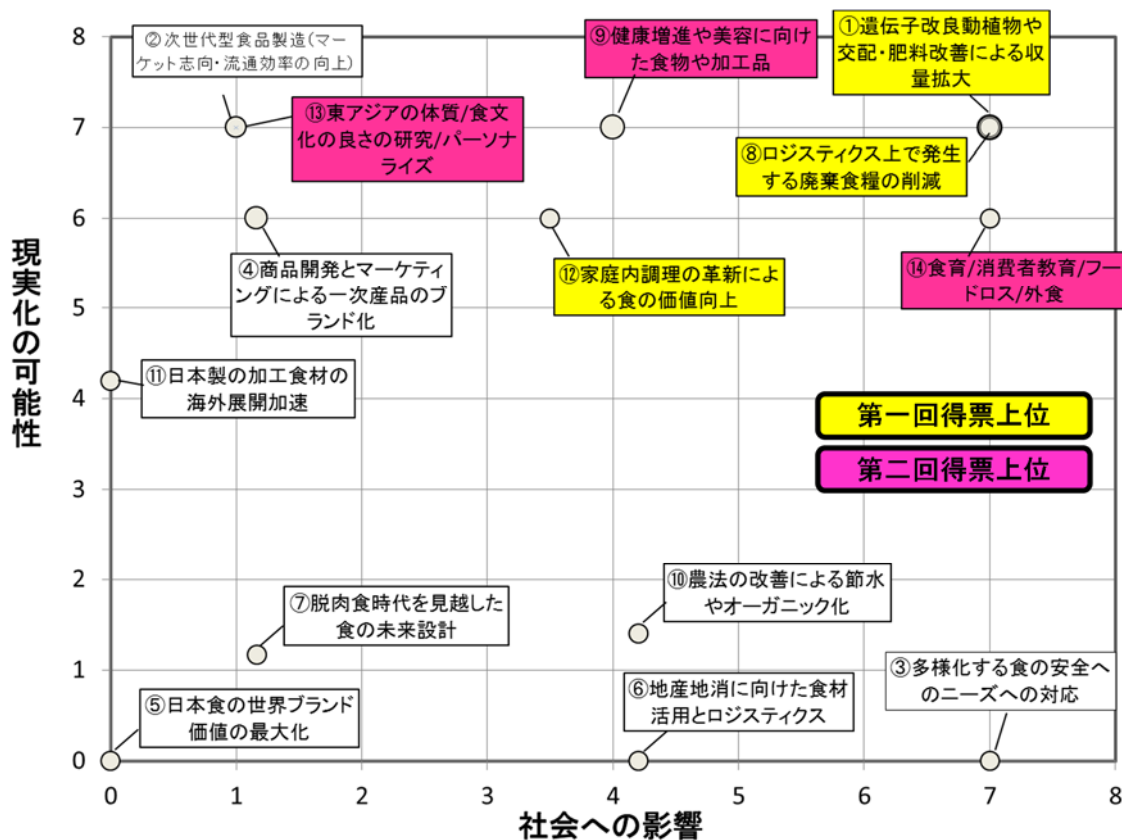 8
②次世代型食品製造(マー
ケット志向・流通効率の向上)
⑨健康増進や美容に向け
た食物や加工品
①遺伝子改良動植物や
交配・肥料改善による収
量拡大
7
⑬東アジアの体質/食文
化の良さの研究/パーソナ
ライズ
⑧ロジスティクス上で発生
する廃棄食糧の削減
6
④商品開発とマーケティ
ングによる一次産品のブ
ランド化
⑫家庭内調理の革新によ
る食の価値向上
⑭食育/消費者教育/フー
ドロス/外食
5
現実化の可能性
⑪日本製の加工食材の
海外展開加速
4
第一回得票上位
第二回得票上位
3
2
⑦脱肉食時代を見越した
食の未来設計
⑩農法の改善による節水
やオーガニック化
1
⑤日本食の世界ブランド
価値の最大化
⑥地産地消に向けた食材
活用とロジスティクス
③多様化する食の安全へ
のニーズへの対応
0
0 1 2 3 4 5 6 7 8
社会への影響